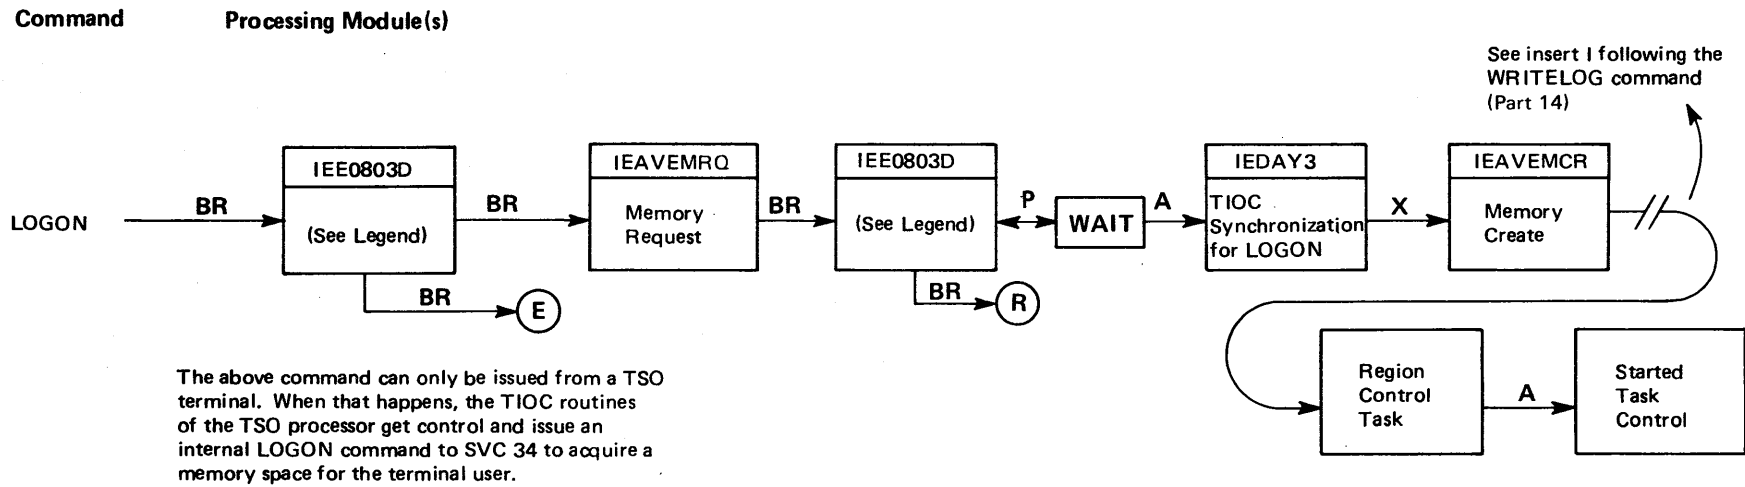 Command
Processing Module(s)
See insert I following the
WRITELOG command
(Part 14)
LOGON
BR
IEE0803D
(See Legend)
BR
IEAVEMRQ
Memory
Request
BR
IEE0803D
(See Legend)
P
WAIT
A
IEDAY3
TIOC
Synchronization
for LOGON
X
IEAVEMCR
Memory
Create
BR
E
BR
R
Region
Control
Task
A
Started
Task
Control
The above command can only be issued from a TSO
terminal. When that happens, the TIOC routines
of the TSO processor get control and issue an
internal LOGON command to SVC 34 to acquire a
memory space for the terminal user.